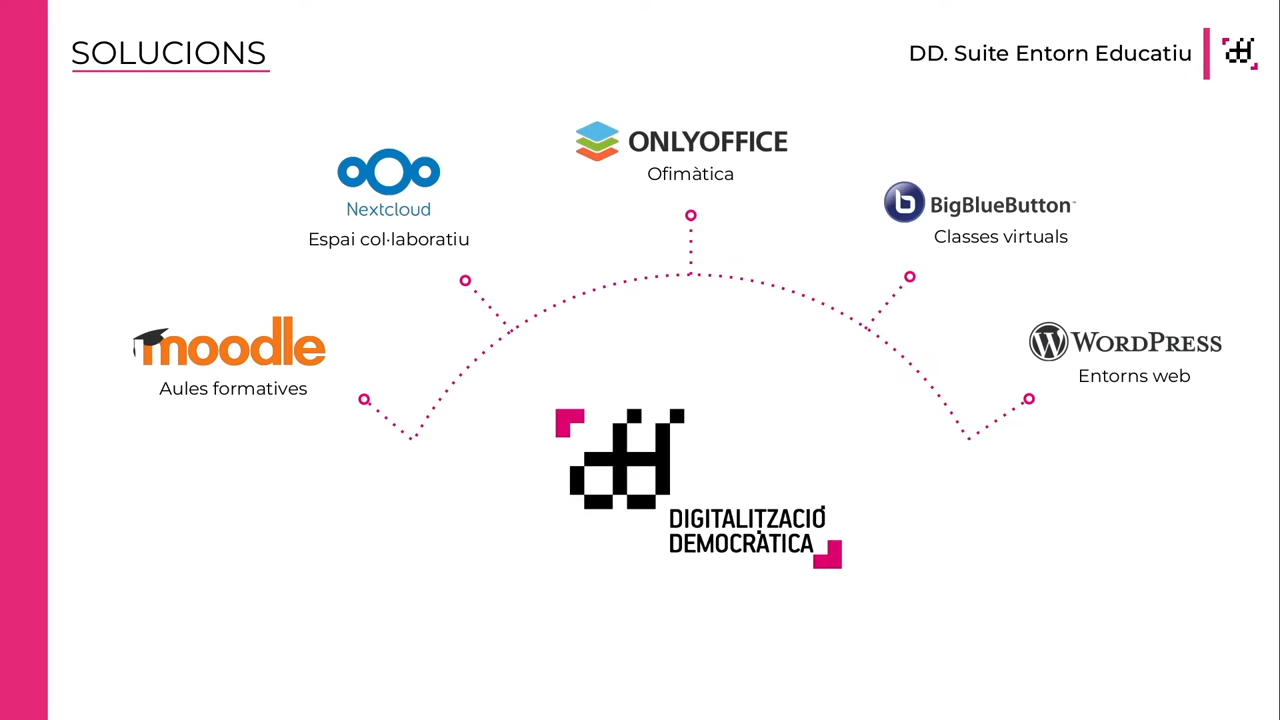 SOLUCIONS
DD. Suite Entorn Educatiu
ONLYOFFICE
Ofimàtica
Nextcloud
Espai col·laboratiu
BigBlueButton
Classes virtuals
moodle
Aules formatives
WORDPRESS
Entorns web
dd
DIGITALITZACIÓ
DEMOCRÀTICA